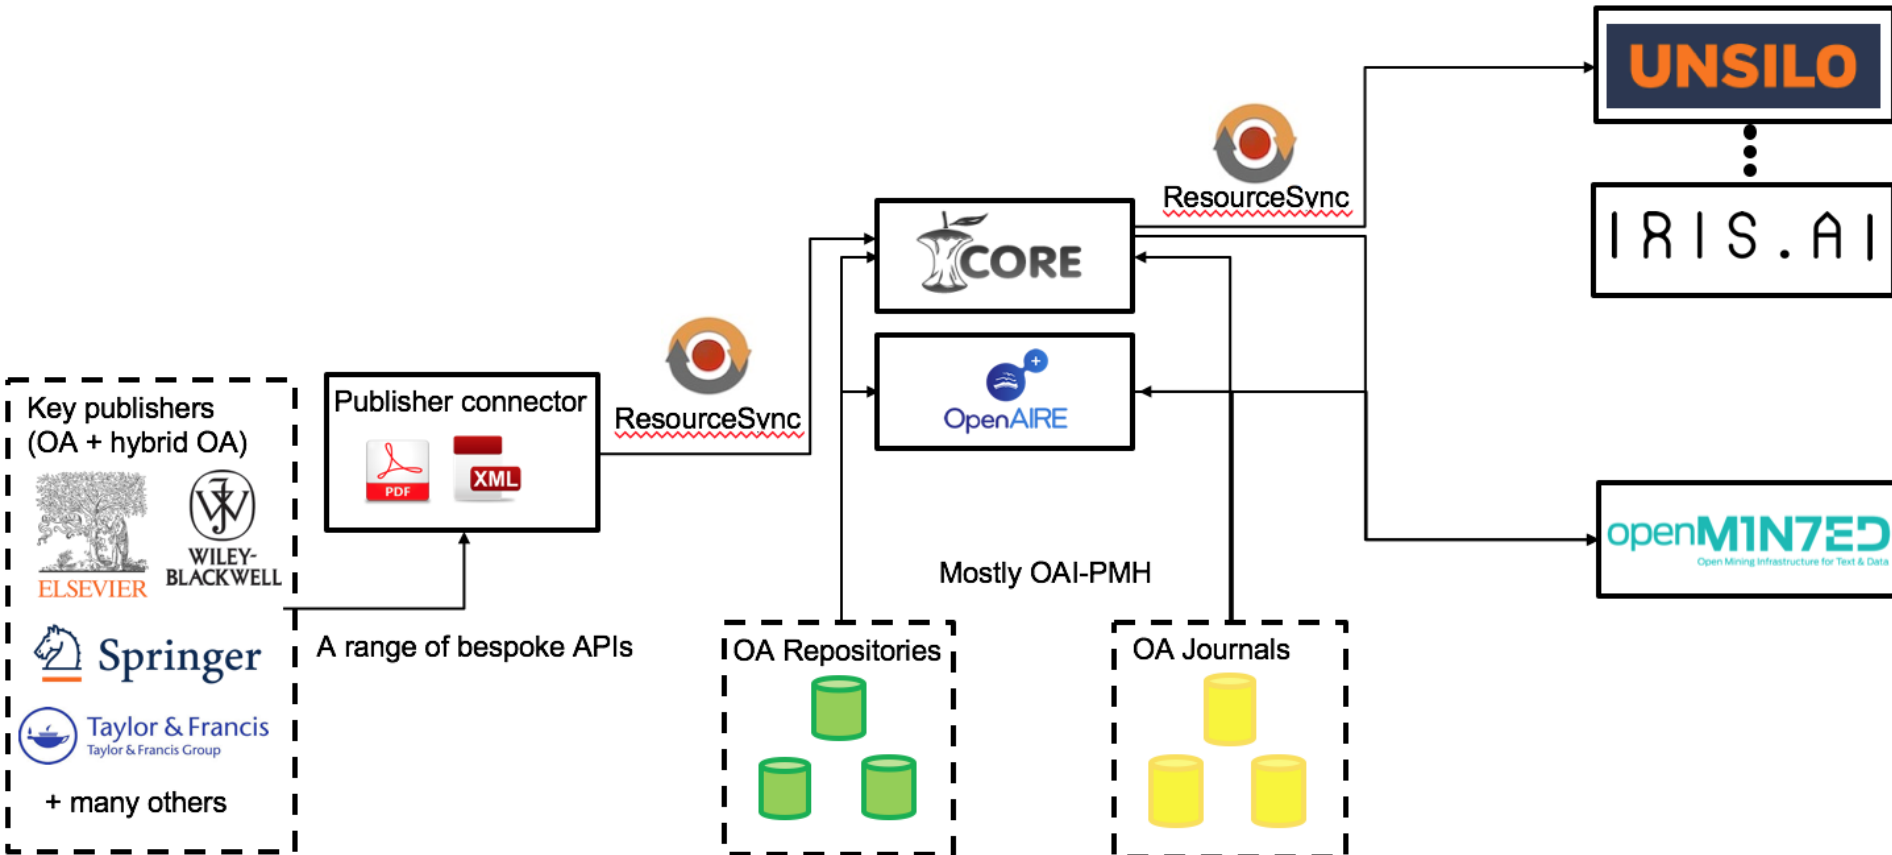 UNSILO
IRIS.AI
ResourceSync
CORE
OpenAIRE
+
ResourceSync
Publisher connector
PDF
XML
Key publishers
(OA + hybrid OA)
ELSEVIER
WILEY-
BLACKWELL
Springer
Taylor & Francis
Taylor & Francis Group
+ many others
A range of bespoke APIs
Mostly OAI-PMH
openM1N7ED
Open Mining Infrastructure for Text & Data
OA Repositories
OA Journals